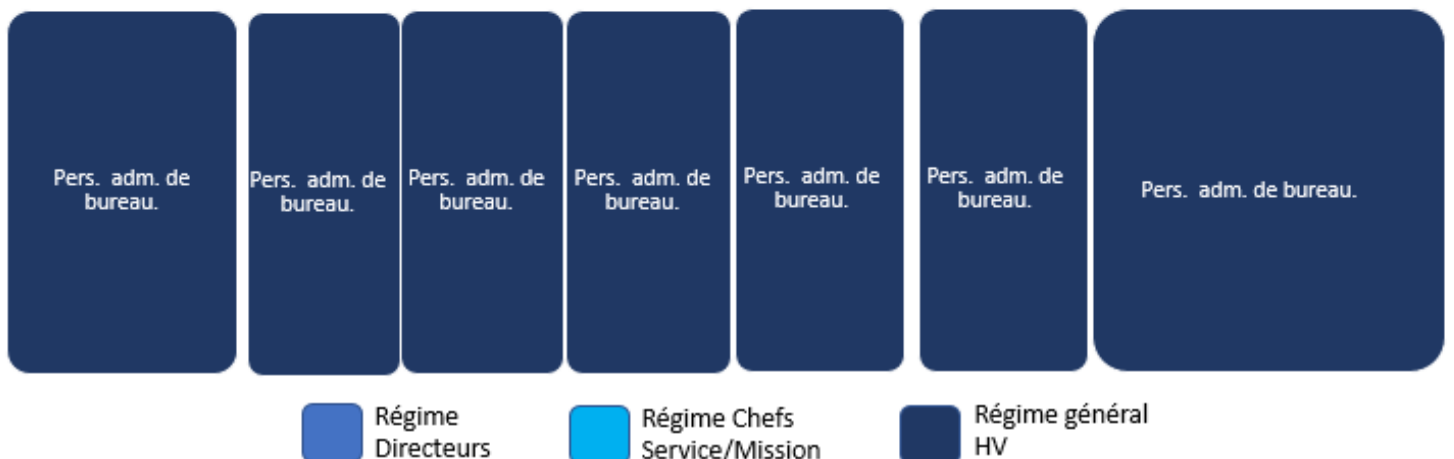 Pers. adm. de
bureau.
Pers. adm. de
bureau.
Pers. adm. de
bureau.
Pers. adm. de
bureau.
Pers. adm. de
bureau.
Pers. adm. de
bureau.
Pers. adm. de bureau.
Régime
Directeurs
Régime Chefs
Service/Mission
Régime général
HV